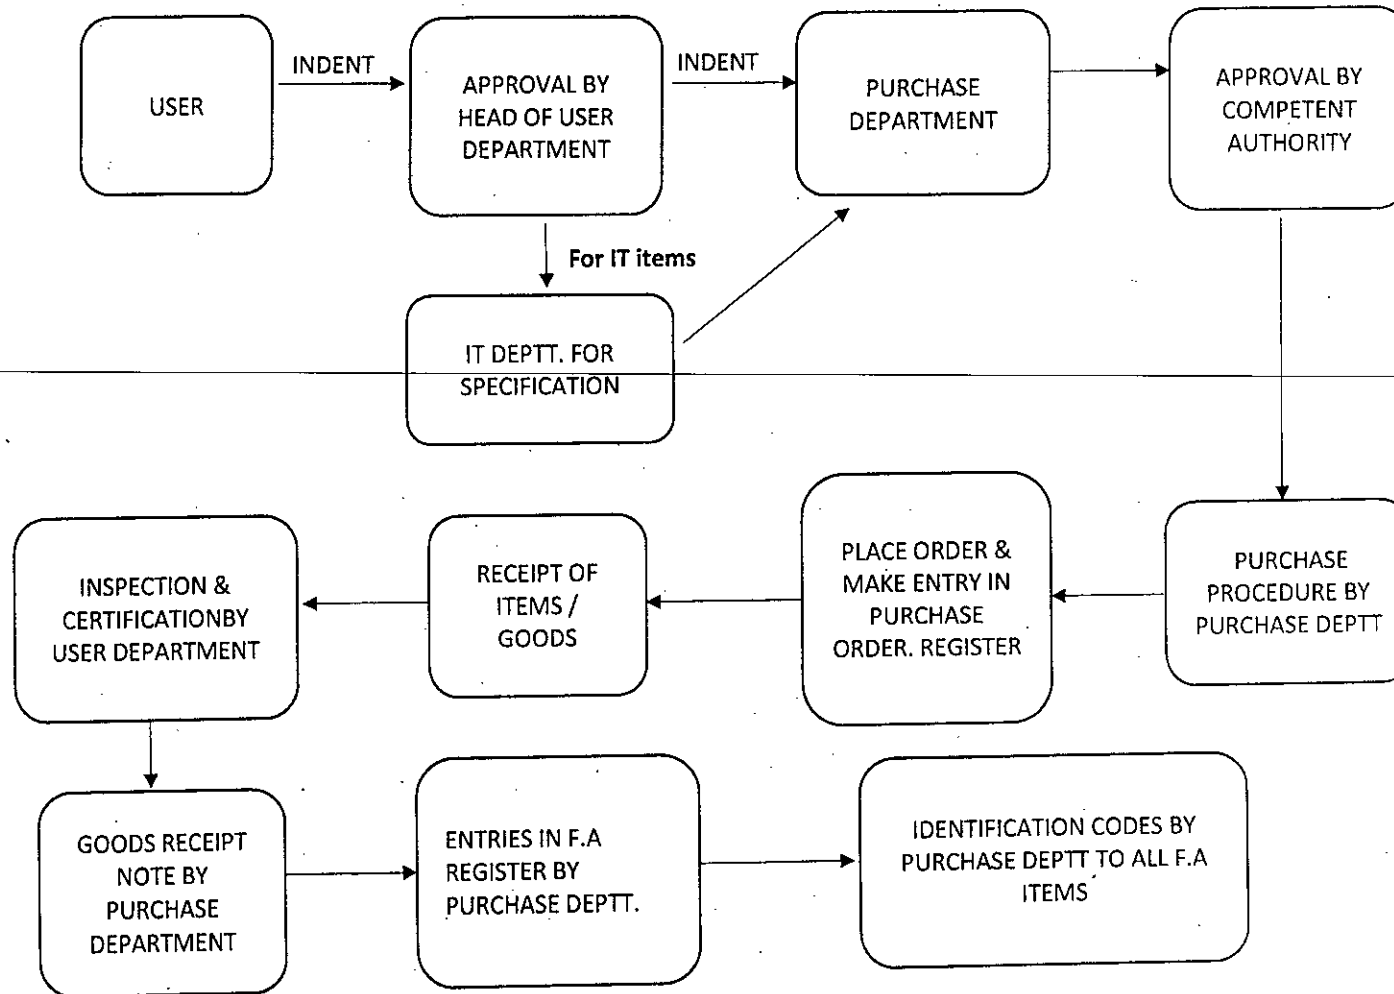 USER
INDENT
APPROVAL BY
HEAD OF USER
DEPARTMENT
INDENT
PURCHASE
DEPARTMENT
APPROVAL BY
COMPETENT
AUTHORITY
For IT items
IT DEPTT. FOR
SPECIFICATION
PURCHASE
PROCEDURE BY
PURCHASE DEPTT
PLACE ORDER &
MAKE ENTRY IN
PURCHASE
ORDER. REGISTER
RECEIPT OF
ITEMS /
GOODS
INSPECTION &
CERTIFICATIONBY
USER DEPARTMENT
GOODS RECEIPT
NOTE BY
PURCHASE
DEPARTMENT
ENTRIES IN F.A
REGISTER BY
PURCHASE DEPTT.
IDENTIFICATION CODES BY
PURCHASE DEPTT TO ALL F.A
ITEMS